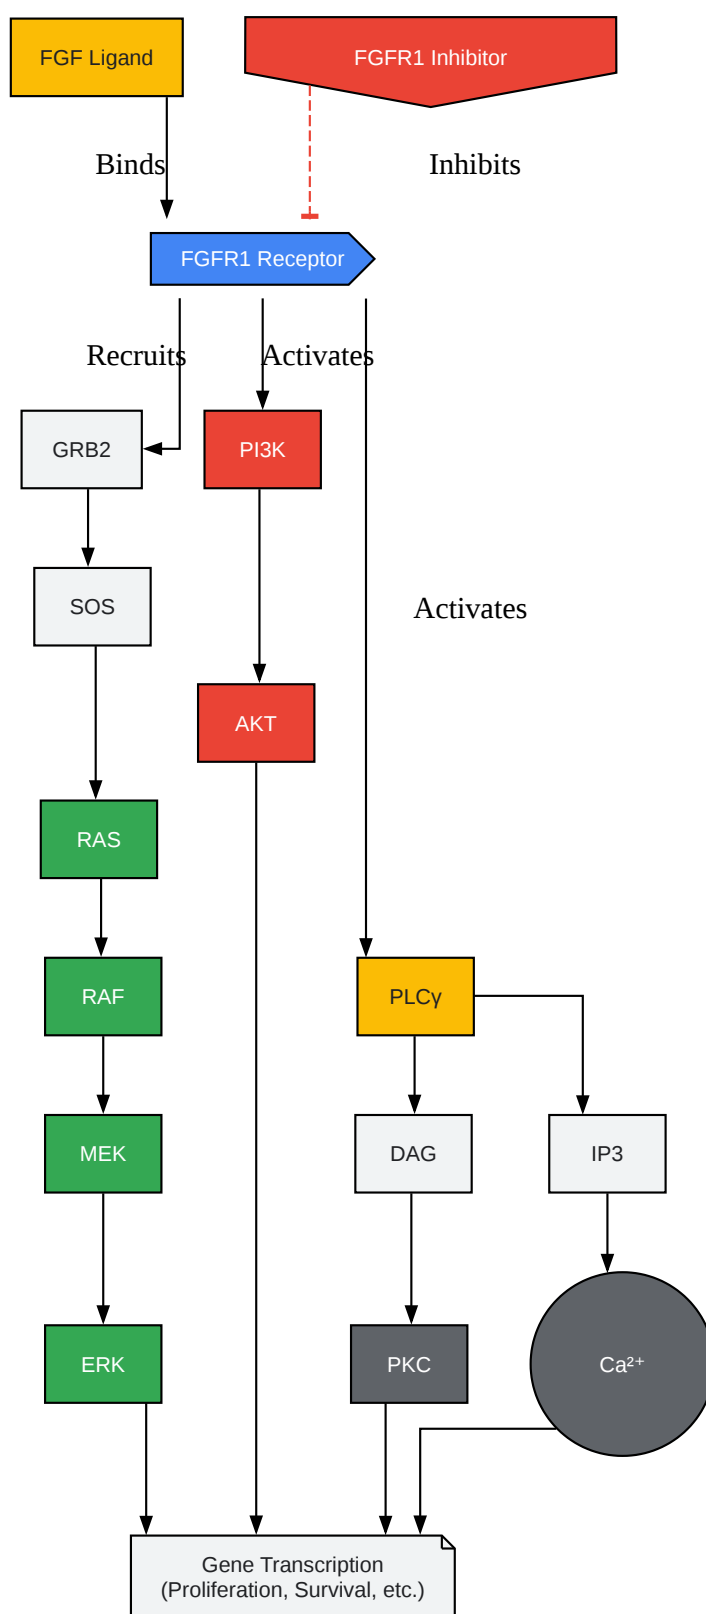 FGF Ligand
FGFR1 Inhibitor
Binds
Inhibits
FGFR1 Receptor
Recruits
Activates
GRB2
PI3K
SOS
Activates
AKT
RAS
RAF
PLCγ
MEK
DAG
IP3
ERK
PKC
Ca²⁺
Gene Transcription
(Proliferation, Survival, etc.)